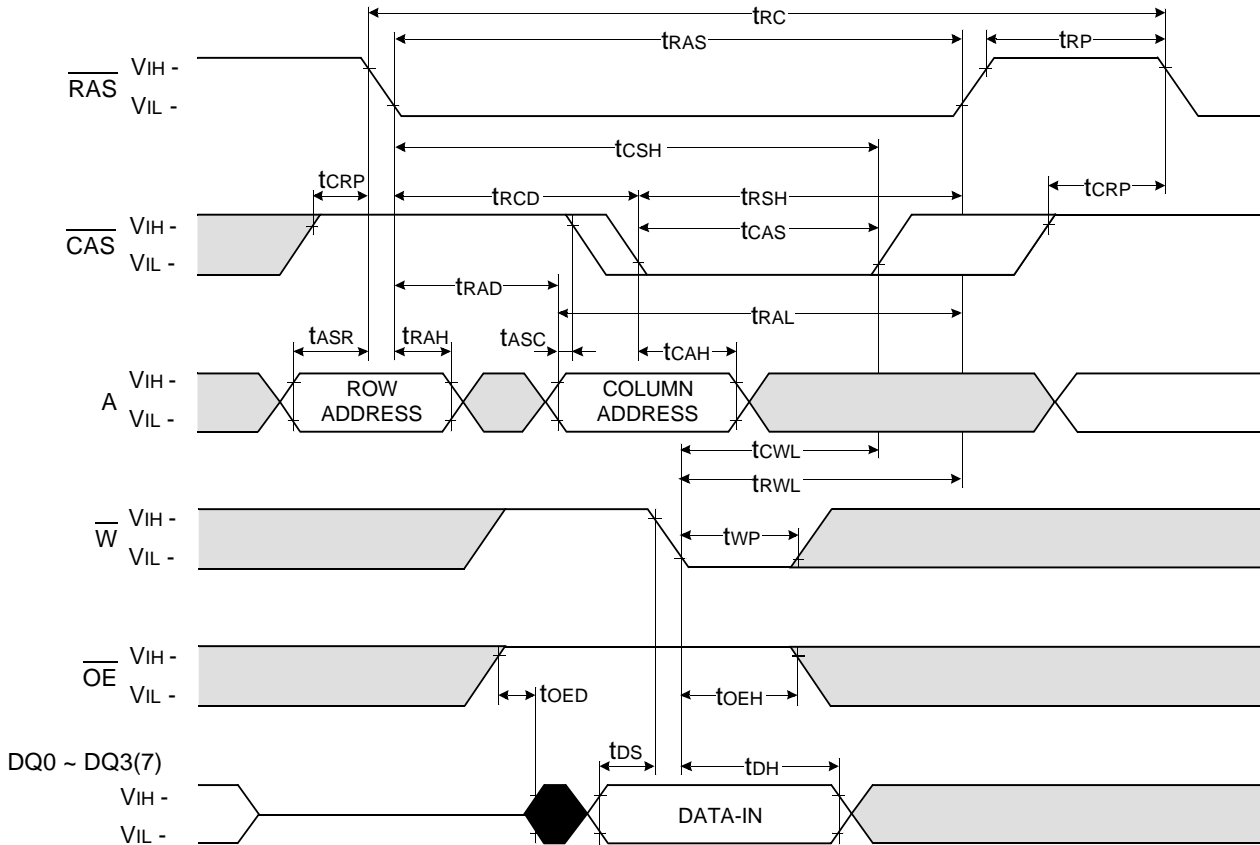 tRC
tRAS
tRP
RAS
VIH -
VIL -
tCSH
tCRP
tRCD
tRSH
tCRP
CAS
VIH -
VIL -
tCAS
tRAD
tRAL
tASR
tRAH
tASC
tCAH
A
VIH -
VIL -
ROW
ADDRESS
COLUMN
ADDRESS
tCWL
tRWL
W
VIH -
VIL -
tWP
OE
VIH -
VIL -
tOED
tOEH
DQ0 ~ DQ3(7)
tDS
tDH
VIH -
VIL -
DATA-IN